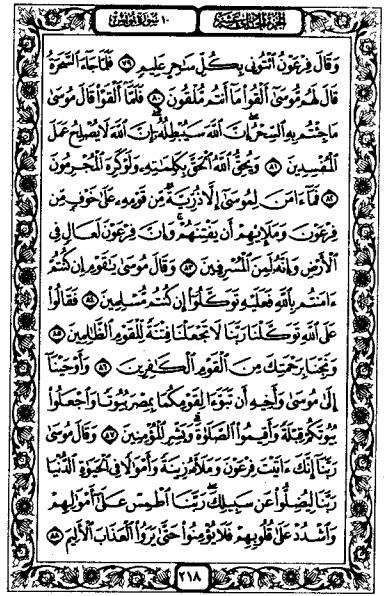 الجزء الحادي عشر
١٠ سورة يونس
وَقَالَ فِرْعَوْنُ ٱئْتُونِى بِكُلِّ سَٰحِرٍ عَلِيمٍ ٧٩ فَلَمَّا جَآءَ ٱلسَّحَرَةُ
قَالَ لَهُم مُّوسَىٰٓ أَلْقُوا۟ مَآ أَنتُم مُّلْقُونَ ٨٠ فَلَمَّآ أَلْقَوْا۟ قَالَ مُوسَىٰ
مَا جِئْتُم بِهِ ٱلسِّحْرُ إِنَّ ٱللَّهَ سَيُبْطِلُهُۥٓ إِنَّ ٱللَّهَ لَا يُصْلِحُ عَمَلَ
ٱلْمُفْسِدِينَ ٨١ وَيُحِقُّ ٱللَّهُ ٱلْحَقَّ بِكَلِمَٰتِهِۦ وَلَوْ كَرِهَ ٱلْمُجْرِمُونَ
٨٢ فَمَآ ءَامَنَ لِمُوسَىٰٓ إِلَّا ذُرِّيَّةٌ مِّن قَوْمِهِۦ عَلَىٰ خَوْفٍ مِّن
فِرْعَوْنَ وَمَلَإِي۟هِمْ أَن يَفْتِنَهُمْ وَإِنَّ فِرْعَوْنَ لَعَالٍ فِى
ٱلْأَرْضِ وَإِنَّهُۥ لَمِنَ ٱلْمُسْرِفِينَ ٨٣ وَقَالَ مُوسَىٰ يَٰقَوْمِ إِن كُنتُمْ
ءَامَنتُم بِٱللَّهِ فَعَلَيْهِ تَوَكَّلُوٓا۟ إِن كُنتُم مُّسْلِمِينَ ٨٤ فَقَالُوا۟
عَلَى ٱللَّهِ تَوَكَّلْنَا رَبَّنَا لَا تَجْعَلْنَا فِتْنَةً لِّلْقَوْمِ ٱلظَّٰلِمِينَ ٨٥
وَنَجِّنَا بِرَحْمَتِكَ مِنَ ٱلْقَوْمِ ٱلْكَٰفِرِينَ ٨٦ وَأَوْحَيْنَآ
إِلَىٰ مُوسَىٰ وَأَخِيهِ أَن تَبَوَّءَا لِقَوْمِكُمَا بِمِصْرَ بُيُوتًا وَٱجْعَلُوا۟
بُيُوتَكُمْ قِبْلَةً وَأَقِيمُوا۟ ٱلصَّلَوٰةَ وَبَشِّرِ ٱلْمُؤْمِنِينَ ٨٧ وَقَالَ مُوسَىٰ
رَبَّنَآ إِنَّكَ ءَاتَيْتَ فِرْعَوْنَ وَمَلَأَهُۥ زِينَةً وَأَمْوَٰلًا فِى ٱلْحَيَوٰةِ ٱلدُّنْيَا
رَبَّنَا لِيُضِلُّوا۟ عَن سَبِيلِكَ رَبَّنَا ٱطْمِسْ عَلَىٰٓ أَمْوَٰلِهِمْ
وَٱشْدُدْ عَلَىٰ قُلُوبِهِمْ فَلَا يُؤْمِنُوا۟ حَتَّىٰ يَرَوُا۟ ٱلْعَذَابَ ٱلْأَلِيمَ ٨٨
٢١٨